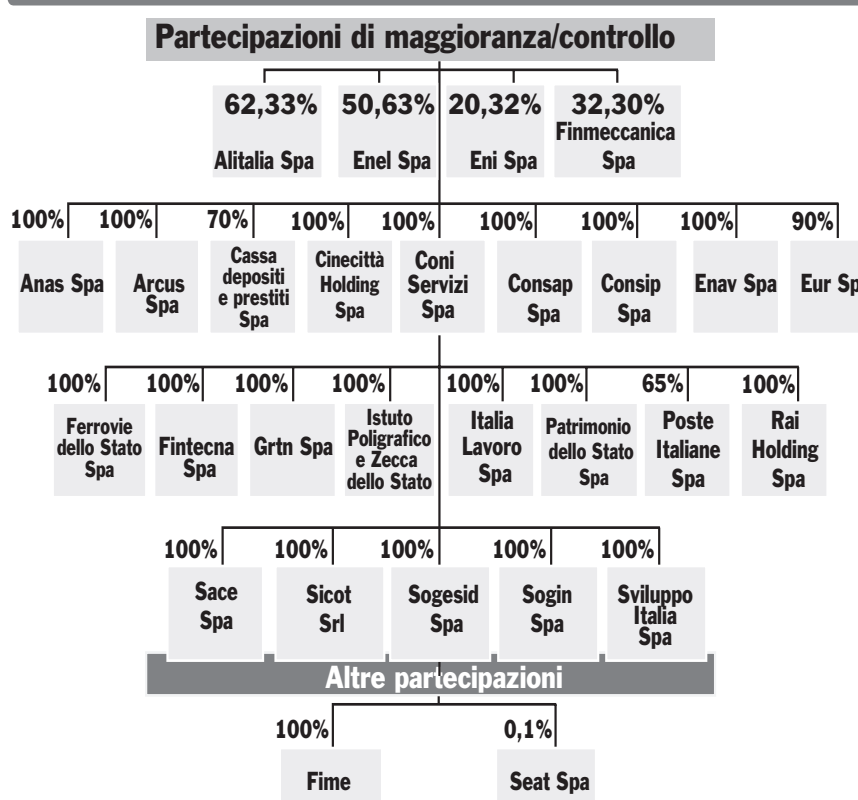 Partecipazioni di maggioranza/controllo
62,33% 50,63% 20,32% 32,30%
Alitalia Spa
Enel Spa
Eni Spa
Finmeccanica
Spa
100% 100% 70% 100% 100% 100% 100% 100% 90%
Anas Spa
Arcus
Spa
Cassa
depositi
e prestiti
Spa
Cinecittà
Holding
Spa
Coni
Servizi
Spa
Consap
Spa
Consip
Spa
Enav Spa
Eur Sp
100% 100% 100% 100% 100% 100% 65% 100%
Ferrovie
dello Stato
Spa
Fintecna
Spa
Grtn Spa
Istuto
Poligrafico
e Zecca
dello Stato
Italia
Lavoro
Spa
Patrimonio
dello Stato
Spa
Poste
Italiane
Spa
Rai
Holding
Spa
100% 100% 100% 100% 100%
Sace
Spa
Sicot
Srl
Sogesid
Spa
Sogin
Spa
Sviluppo
Italia
Spa
Altre partecipazioni
100% 0,1%
Fime
Seat Spa